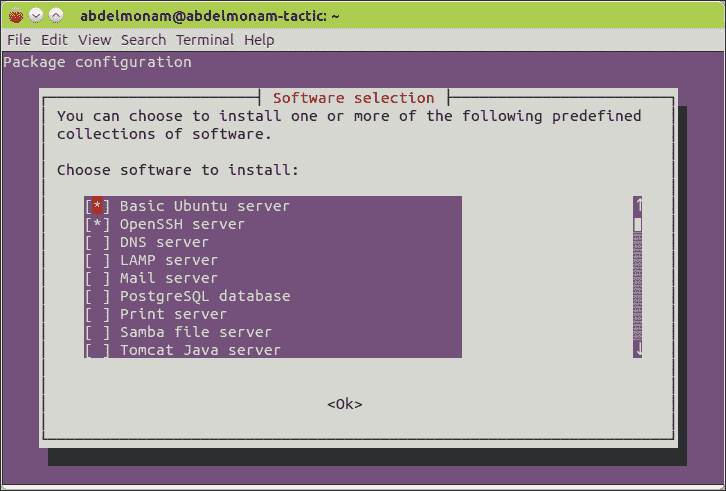 abdelmonam@abdelmonam-tactic: ~
File Edit View Search Terminal Help
Package configuration
Software selection
You can choose to install one or more of the following predefined
collections of software.
Choose software to install:
[*] Basic Ubuntu server
[*] OpenSSH server
[ ] DNS server
[ ] LAMP server
[ ] Mail server
[ ] PostgreSQL database
[ ] Print server
[ ] Samba file server
[ ] Tomcat Java server
<Ok>